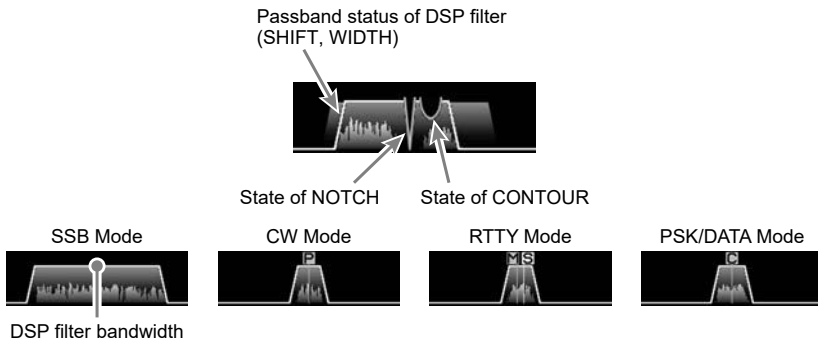 Passband status of DSP filter
(SHIFT, WIDTH)
State of NOTCH
State of CONTOUR
SSB Mode
CW Mode
RTTY Mode
PSK/DATA Mode
P
M S
C
DSP filter bandwidth